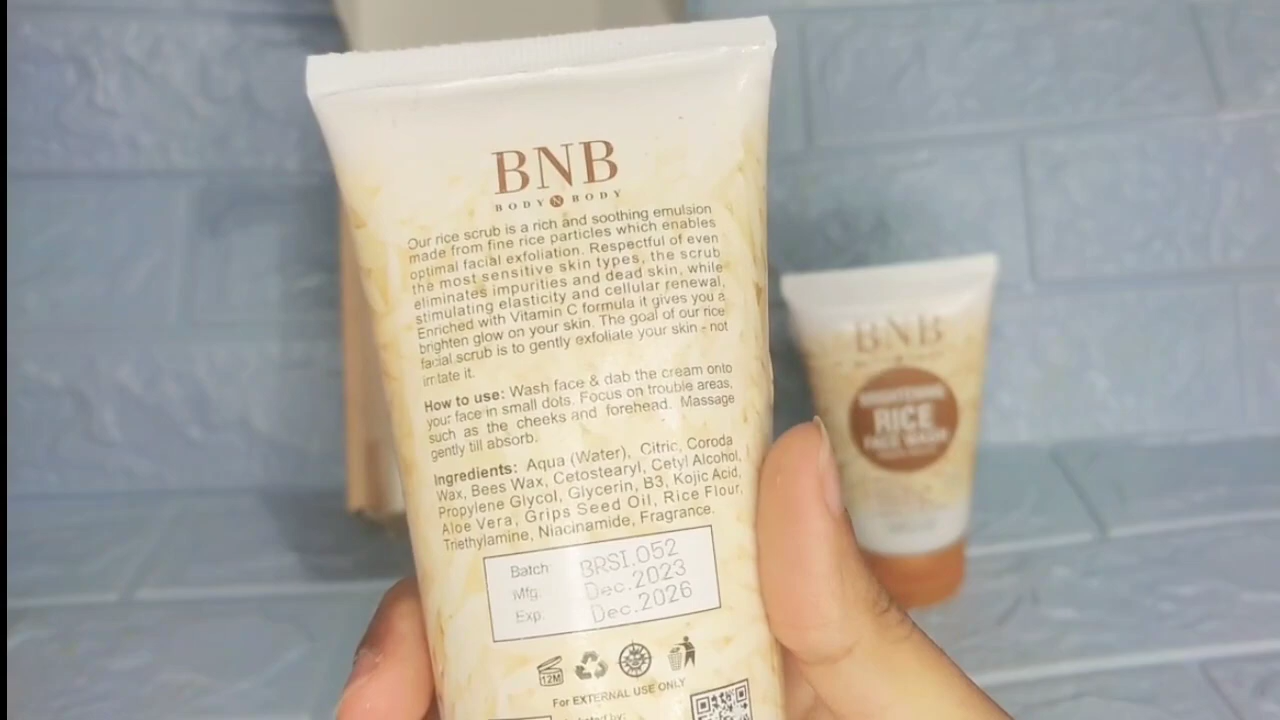 BNB
BODY N BODY
Our rice scrub is a rich and soothing emulsion
made from fine rice particles which enables
optimal facial exfoliation. Respectful of even
the most sensitive skin types, the scrub
eliminates impurities and dead skin, while
stimulating elasticity and cellular renewal,
Enriched with Vitamin C formula it gives you a
brighten glow on your skin. The goal of our rice
facial scrub is to gently exfoliate your skin - not
irritate it.
How to use: Wash face & dab the cream onto
your face in small dots. Focus on trouble areas,
such as the cheeks and forehead. Massage
gently till absorb.
Ingredients: Aqua (Water), Citric, Coroda
Wax, Bees Wax, Cetostearyl, Cetyl Alcohol,
Propylene Glycol, Glycerin, B3, Kojic Acid,
Aloe Vera, Grips Seed Oil, Rice Flour,
Triethylamine, Niacinamide, Fragrance.
Batch: BRSI.052
Mfg: Dec.2023
Exp: Dec.2026
12M
For EXTERNAL USE ONLY
by:
BNB
BRIGHTENING
RICE
FACE WASH